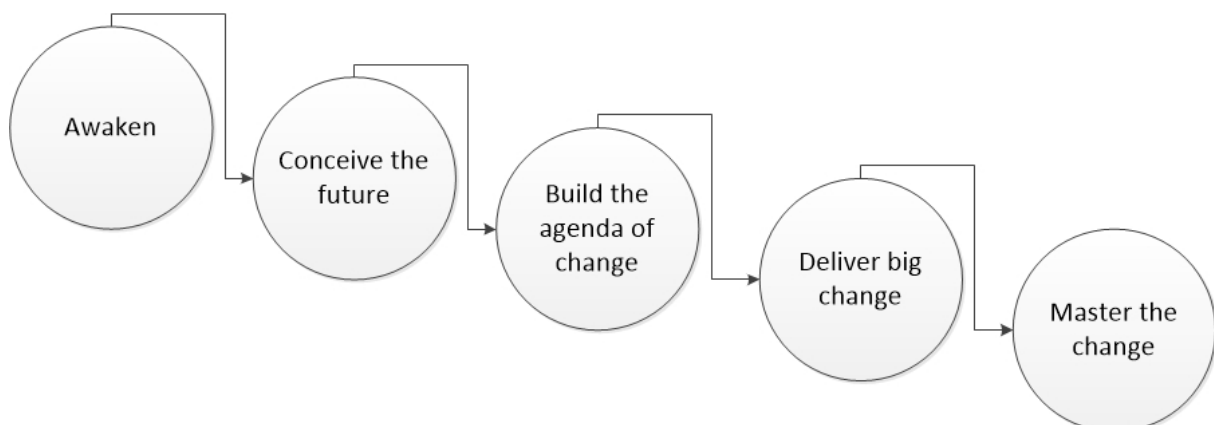 Awaken
Conceive the
future
Build the
agenda of
change
Deliver big
change
Master the
change